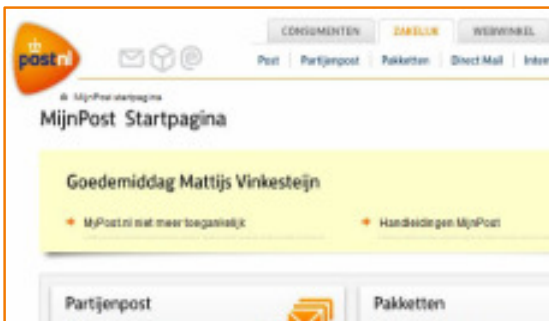 CONSUMENTEN ZAKELIJK WEBWINKEL
postnl
Post Partijenpost Pakketten Direct Mail
MijnPost startpagina
MijnPost Startpagina
Goedemiddag Mattijs Vinkesteijn
MyPost.nl niet meer toegankelijk Handleidingen MijnPost
Partijenpost Pakketten